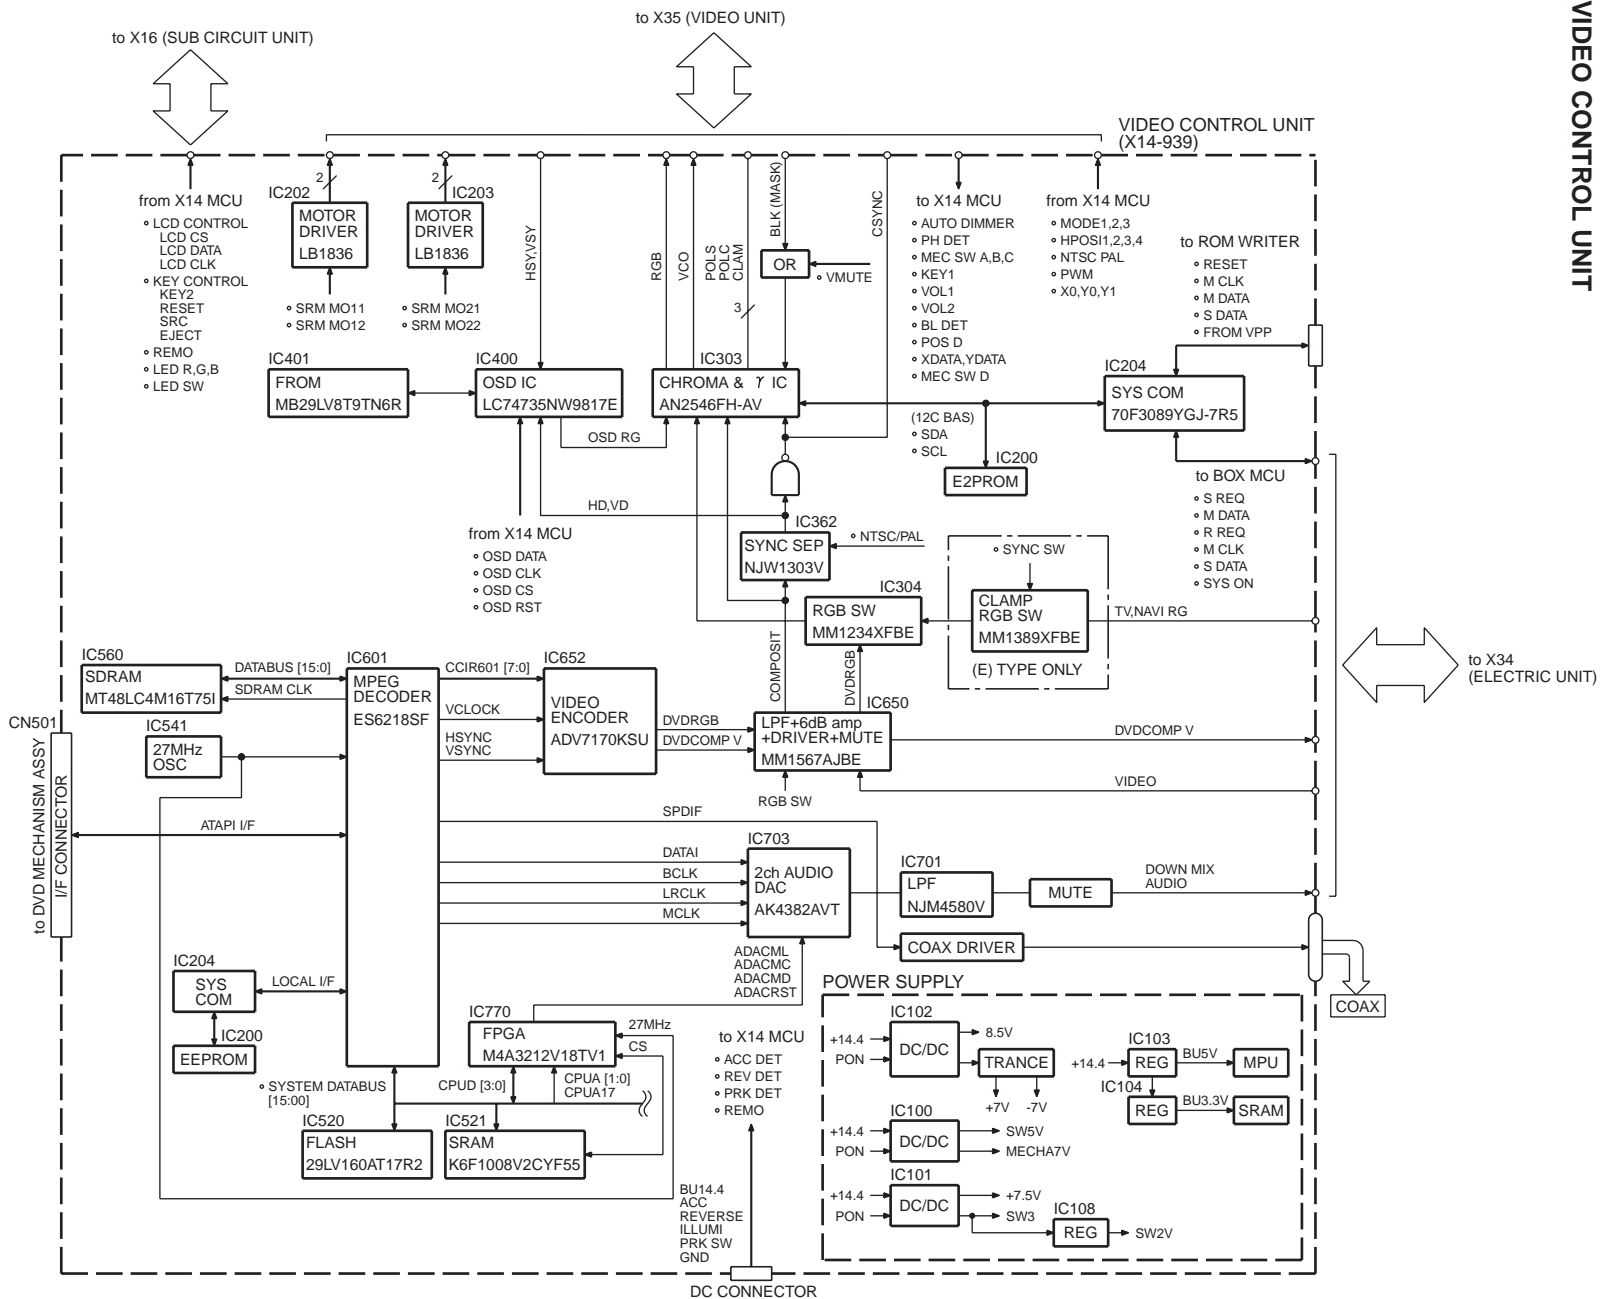 VIDEO CONTROL UNIT
to X35 (VIDEO UNIT)
to X16 (SUB CIRCUIT UNIT)
VIDEO CONTROL UNIT
(X14-939)
from X14 MCU
LCD CONTROL
LCD CS
LCD DATA
LCD CLK
KEY CONTROL
KEY2
RESET
SRC
EJECT
REMO
LED R,G,B
LED SW
2
IC202
MOTOR
DRIVER
LB1836
SRM MO11
SRM MO12
2
IC203
MOTOR
DRIVER
LB1836
SRM MO21
SRM MO22
HSY,VSY
RGB
VCO
POLS
POLC
CLAM
3
BLK (MASK)
OR
VMUTE
CSYNC
to X14 MCU
AUTO DIMMER
PH DET
MEC SW A,B,C
KEY1
VOL1
VOL2
BL DET
POS D
XDATA,YDATA
MEC SW D
from X14 MCU
MODE1,2,3
HPOSI1,2,3,4
NTSC PAL
PWM
X0,Y0,Y1
to ROM WRITER
RESET
M CLK
M DATA
S DATA
FROM VPP
IC401
FROM
MB29LV8T9TN6R
IC400
OSD IC
LC74735NW9817E
IC303
CHROMA & γ IC
AN2546FH-AV
IC204
SYS COM
70F3089YGJ-7R5
OSD RG
(12C BAS)
SDA
SCL
IC200
E2PROM
to BOX MCU
S REQ
M DATA
R REQ
M CLK
S DATA
SYS ON
HD,VD
from X14 MCU
OSD DATA
OSD CLK
OSD CS
OSD RST
IC362
SYNC SEP
NJW1303V
NTSC/PAL
SYNC SW
CLAMP
RGB SW
MM1389XFBE
(E) TYPE ONLY
IC304
RGB SW
MM1234XFBE
TV,NAVI RG
to X34
(ELECTRIC UNIT)
COMPOSIT
DVDRGB
IC560
SDRAM
MT48LC4M16T75I
DATABUS [15:0]
SDRAM CLK
IC601
MPEG
DECODER
ES6218SF
CCIR601 [7:0]
VCLOCK
HSYNC
VSYNC
IC652
VIDEO
ENCODER
ADV7170KSU
DVDRGB
DVDCOMP V
IC650
LPF+6dB amp
+DRIVER+MUTE
MM1567AJBE
RGB SW
DVDCOMP V
VIDEO
CN501
to DVD MECHANISM ASSY
I/F CONNECTOR
IC541
27MHz
OSC
ATAPI I/F
SPDIF
DATAI
BCLK
LRCLK
MCLK
IC703
2ch AUDIO
DAC
AK4382AVT
IC701
LPF
NJM4580V
MUTE
DOWN MIX
AUDIO
COAX DRIVER
COAX
ADACML
ADACMC
ADACMD
ADACRST
IC204
SYS
COM
LOCAL I/F
IC200
EEPROM
IC770
FPGA
M4A3212V18TV1
27MHz
CS
SYSTEM DATABUS
[15:00]
CPUD [3:0]
CPUA [1:0]
CPUA17
IC520
FLASH
29LV160AT17R2
IC521
SRAM
K6F1008V2CYF55
to X14 MCU
ACC DET
REV DET
PRK DET
REMO
BU14.4
ACC
REVERSE
ILLUMI
PRK SW
GND
DC CONNECTOR
POWER SUPPLY
IC102
+14.4
PON
DC/DC
8.5V
TRANCE
+7V
-7V
IC103
+14.4
REG
BU5V
MPU
IC104
REG
BU3.3V
SRAM
IC100
+14.4
PON
DC/DC
SW5V
MECHA7V
IC101
+14.4
PON
DC/DC
+7.5V
SW3
IC108
REG
SW2V